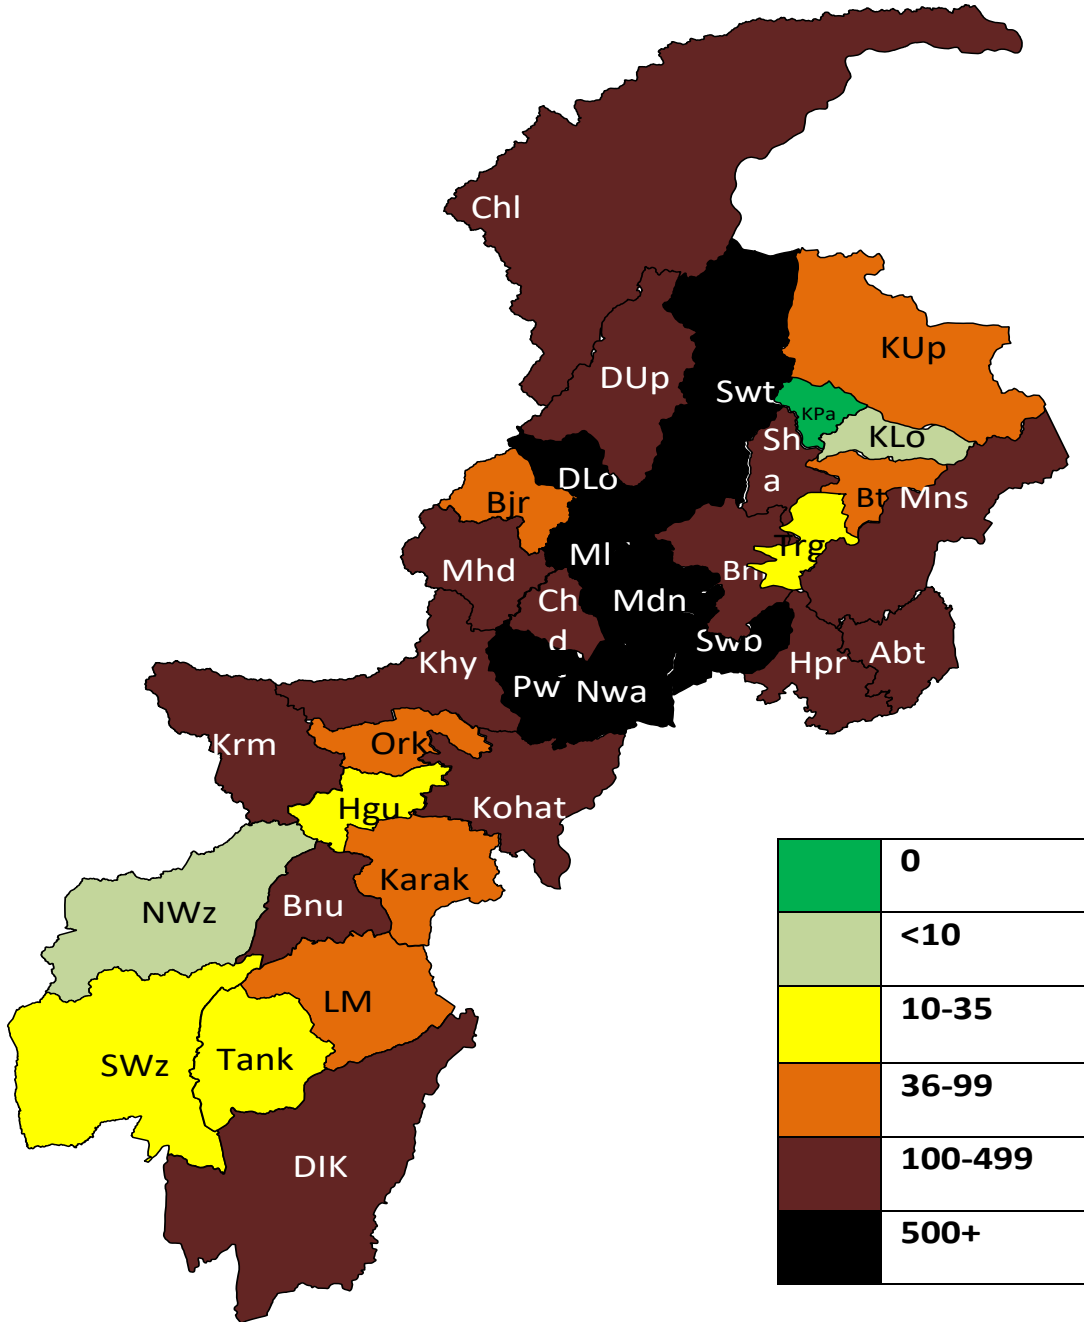 Chl
KUp
DUp
Swt
KPa
Sh
a
KLo
DLo
Bjr
Bt
Mns
Trg
Ml
Mhd
Bn
Ch
d
Mdn
Swb
Khy
Hpr
Abt
Pw
Nwa
Krm
Ork
Hgu
Kohat
Karak
NWz
Bnu
LM
SWz
Tank
DIK
0
<10
10-35
36-99
100-499
500+